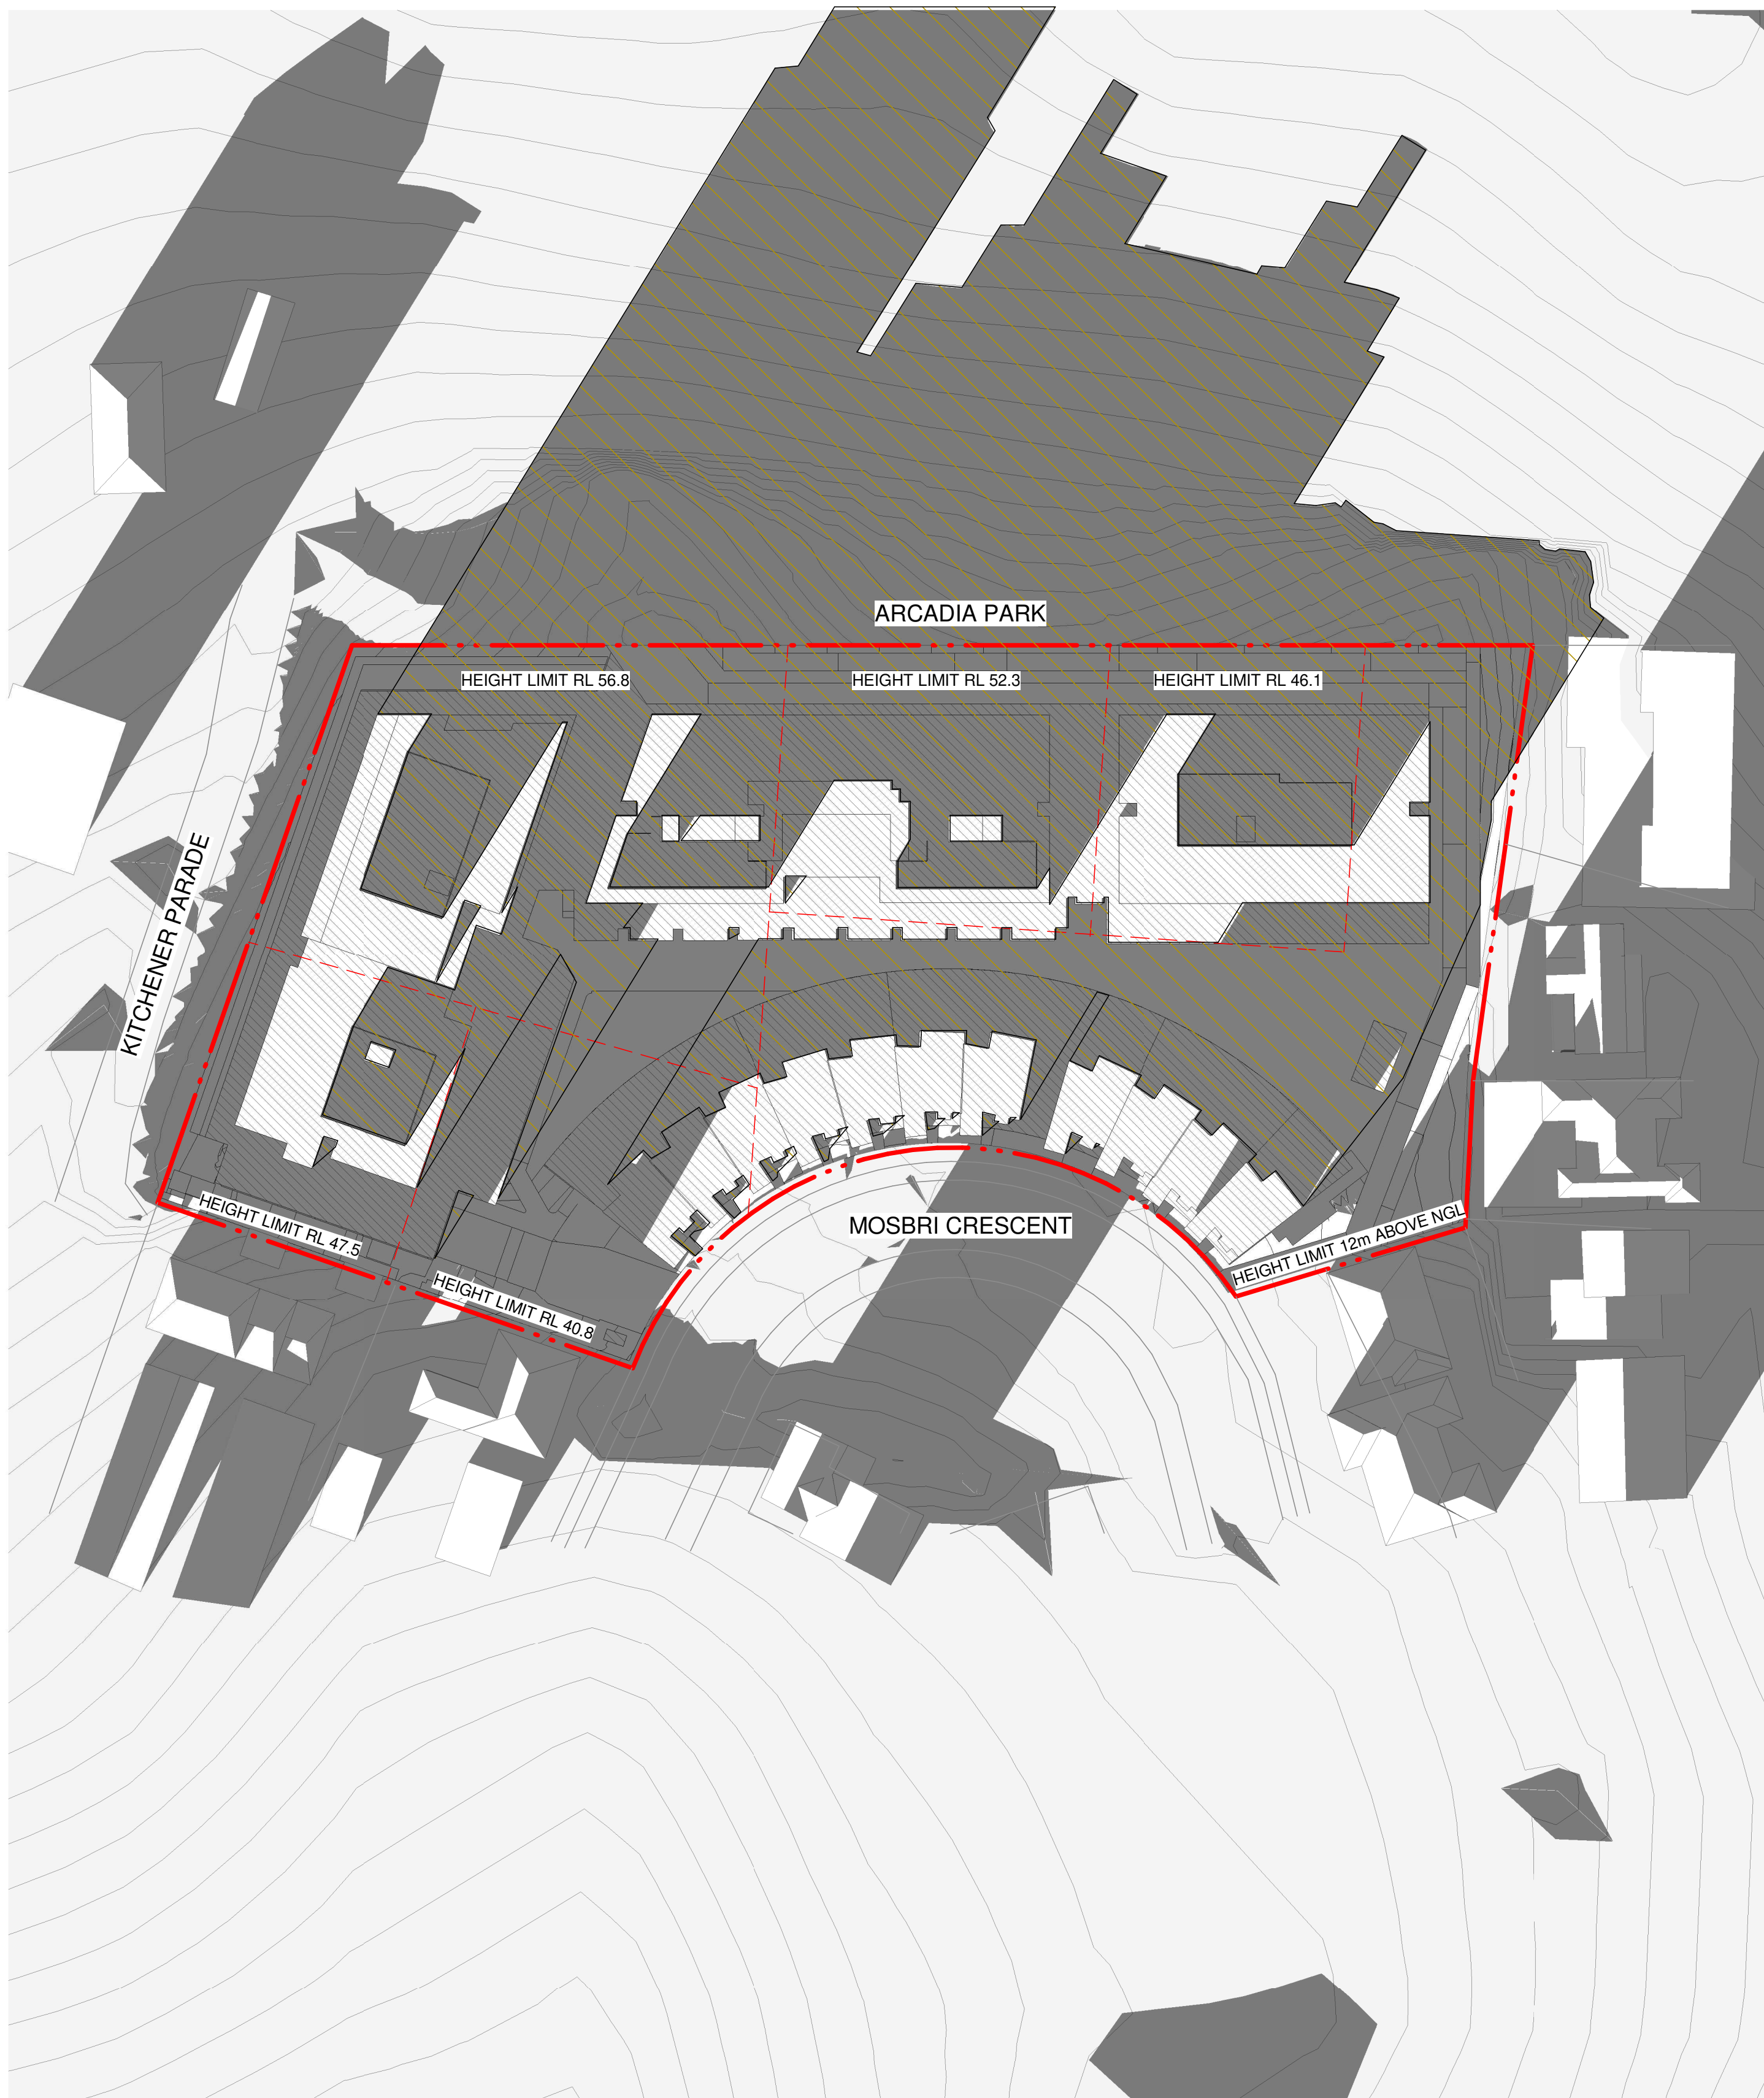 ARCADIA PARK
HEIGHT LIMIT RL 56.8
HEIGHT LIMIT RL 52.3
HEIGHT LIMIT RL 46.1
KITCHENER PARADE
HEIGHT LIMIT RL 47.5
MOSBRI CRESCENT
HEIGHT LIMIT 12m ABOVE NGL
HEIGHT LIMIT RL 40.8